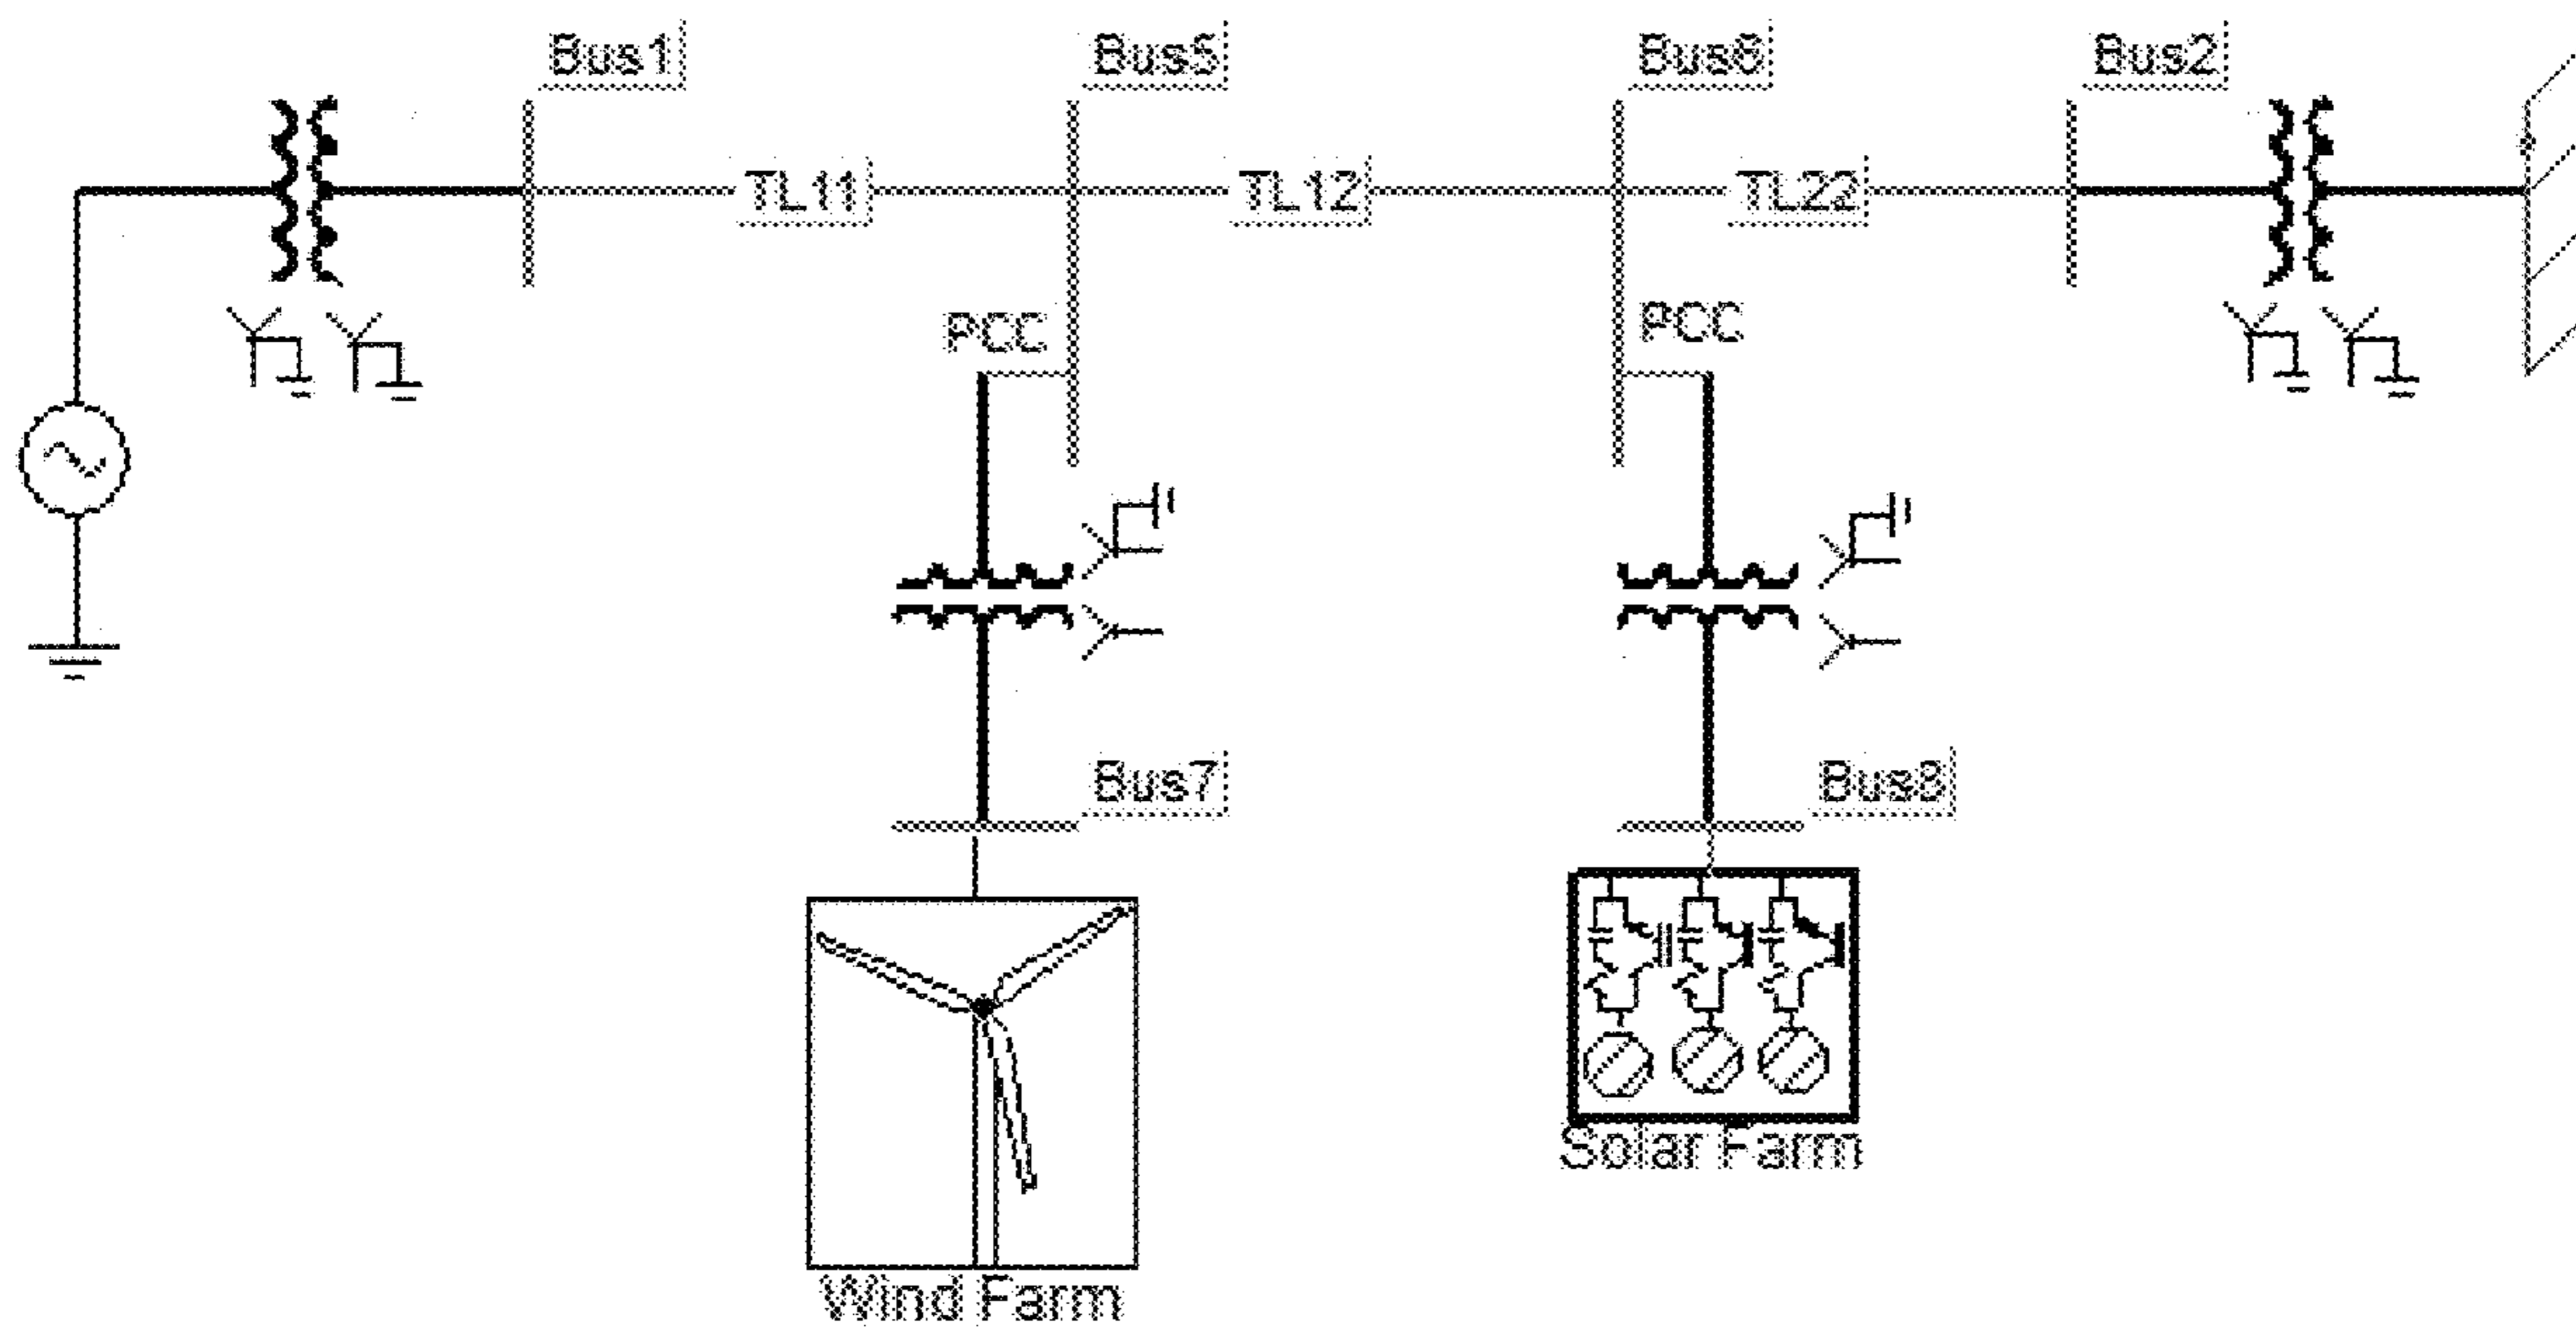 Bus1
Bus5
Bus6
Bus2
TL11
TL12
TL22
PCC
PCC
Bus7
Bus8
Solar Farm
Wind Farm